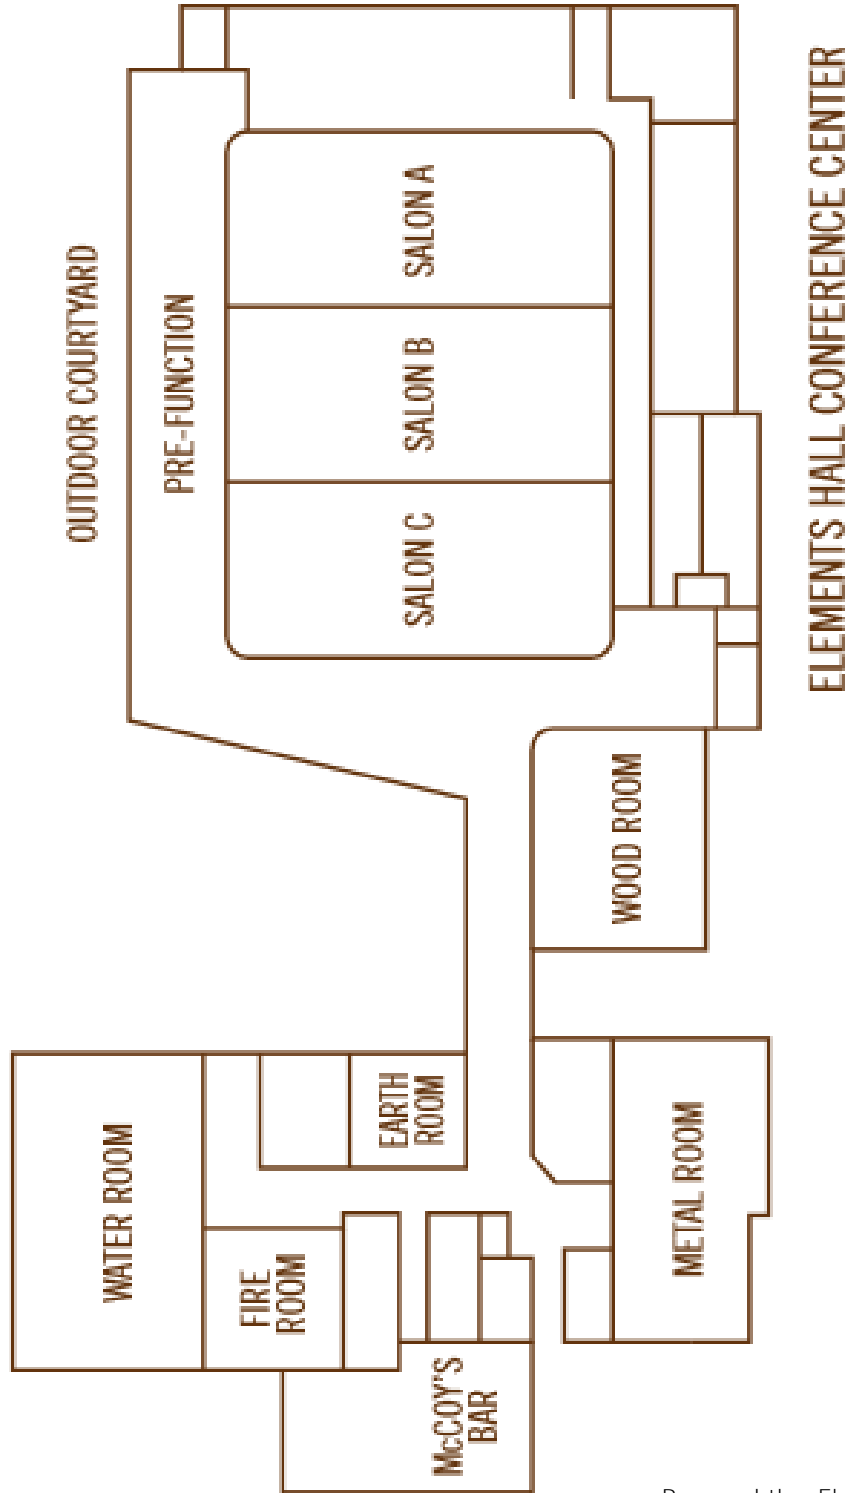 ELEMENTS HALL CONFERENCE CENTER
OUTDOOR COURTYARD
PRE-FUNCTION
SALON A
SALON B
SALON C
WOOD ROOM
EARTH
ROOM
WATER ROOM
FIRE
ROOM
METAL ROOM
McCOY'S
BAR